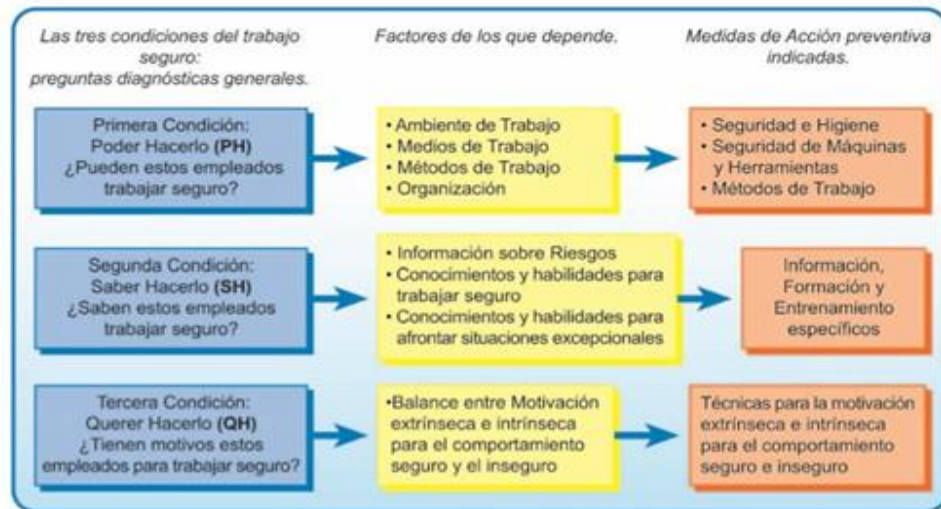 Las tres condiciones del trabajo
seguro:
preguntas diagnósticas generales.
Factores de los que depende.
Medidas de Acción preventiva
indicadas.
Primera Condición:
Poder Hacerlo (PH)
¿Pueden estos empleados
trabajar seguro?
• Ambiente de Trabajo
• Medios de Trabajo
• Métodos de Trabajo
• Organización
• Seguridad e Higiene
• Seguridad de Máquinas
y Herramientas
• Métodos de Trabajo
Segunda Condición:
Saber Hacerlo (SH)
¿Saben estos empleados
trabajar seguro?
• Información sobre Riesgos
• Conocimientos y habilidades para
trabajar seguro
• Conocimientos y habilidades para
afrontar situaciones excepcionales
Información,
Formación y
Entrenamiento
específicos
Tercera Condición:
Querer Hacerlo (QH)
¿Tienen motivos estos
empleados para trabajar seguro?
•Balance entre Motivación
extrínseca e intrínseca
para el comportamiento
seguro y el inseguro
Técnicas para la motivación
extrínseca e intrínseca
para el comportamiento
seguro e inseguro